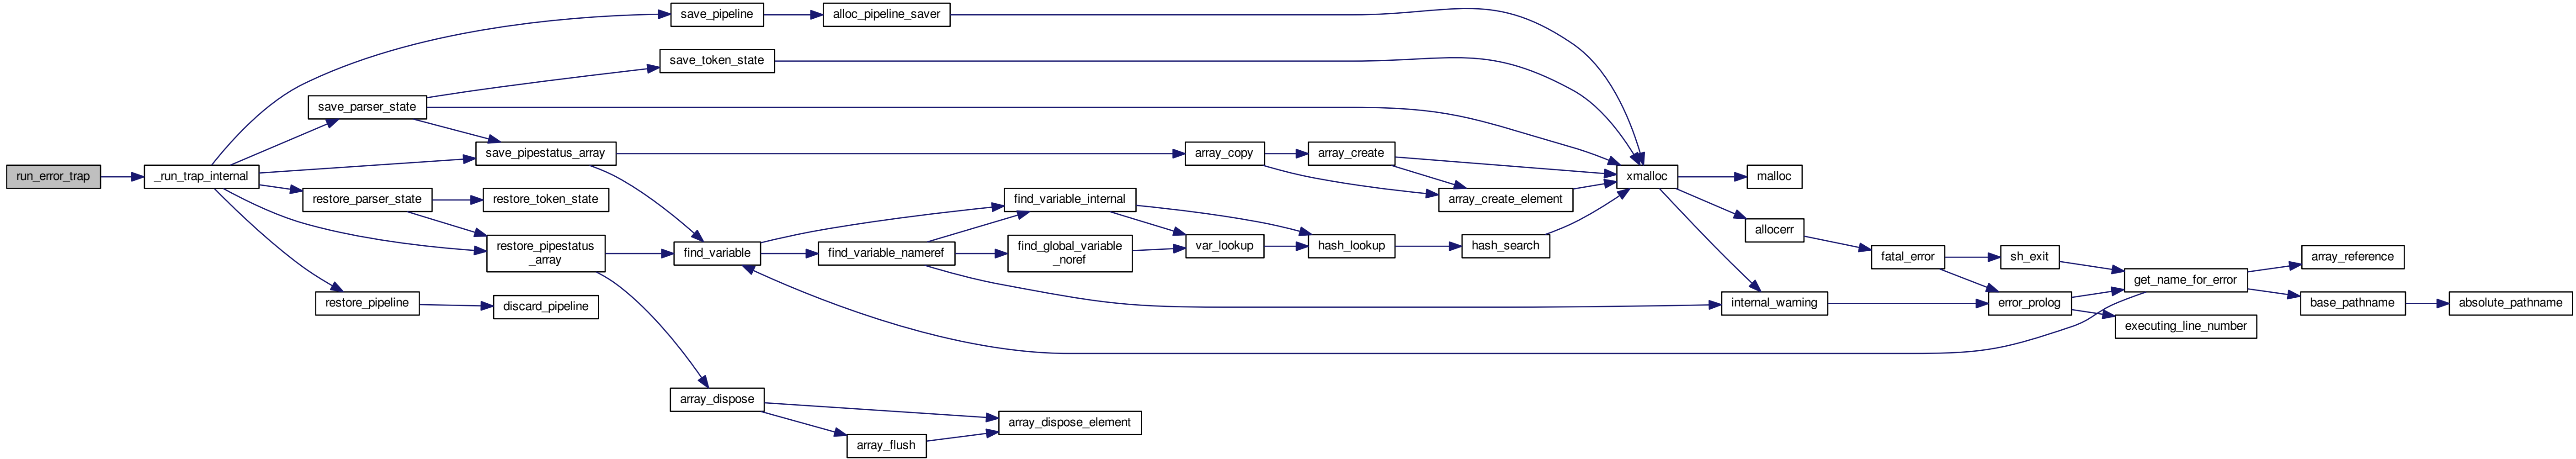 run_error_trap
_run_trap_internal
save_pipeline
alloc_pipeline_saver
save_token_state
save_parser_state
save_pipestatus_array
restore_parser_state
restore_token_state
restore_pipestatus
_array
restore_pipeline
discard_pipeline
find_variable
find_variable_nameref
find_variable_internal
find_global_variable
_noref
var_lookup
hash_lookup
hash_search
array_copy
array_create
array_create_element
xmalloc
malloc
allocerr
internal_warning
fatal_error
sh_exit
error_prolog
get_name_for_error
executing_line_number
array_reference
base_pathname
absolute_pathname
array_dispose
array_flush
array_dispose_element